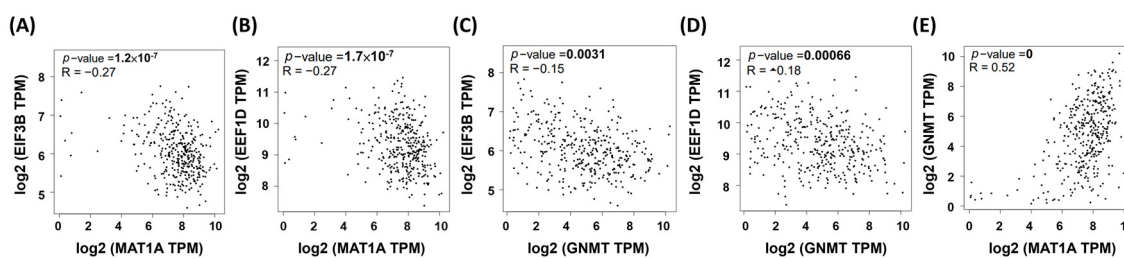 (A)
p-value =1.2×10-7
R = −0.27
8
7
6
5
0 2 4 6 8 10
log2 (EIF3B TPM)
log2 (MAT1A TPM)
(B)
p-value =1.7×10-7
R = −0.27
12
11
10
9
8
0 2 4 6 8 10
log2 (EEF1D TPM)
log2 (MAT1A TPM)
(C)
p-value =0.0031
R = −0.15
8
7
6
5
0 2 4 6 8 10
log2 (EIF3B TPM)
log2 (GNMT TPM)
(D)
p-value =0.00066
R = −0.18
12
11
10
9
8
0 2 4 6 8 10
log2 (EEF1D TPM)
log2 (GNMT TPM)
(E)
p-value =0
R = 0.52
10
8
6
4
2
0
0 2 4 6 8
log2 (GNMT TPM)
log2 (MAT1A TPM)